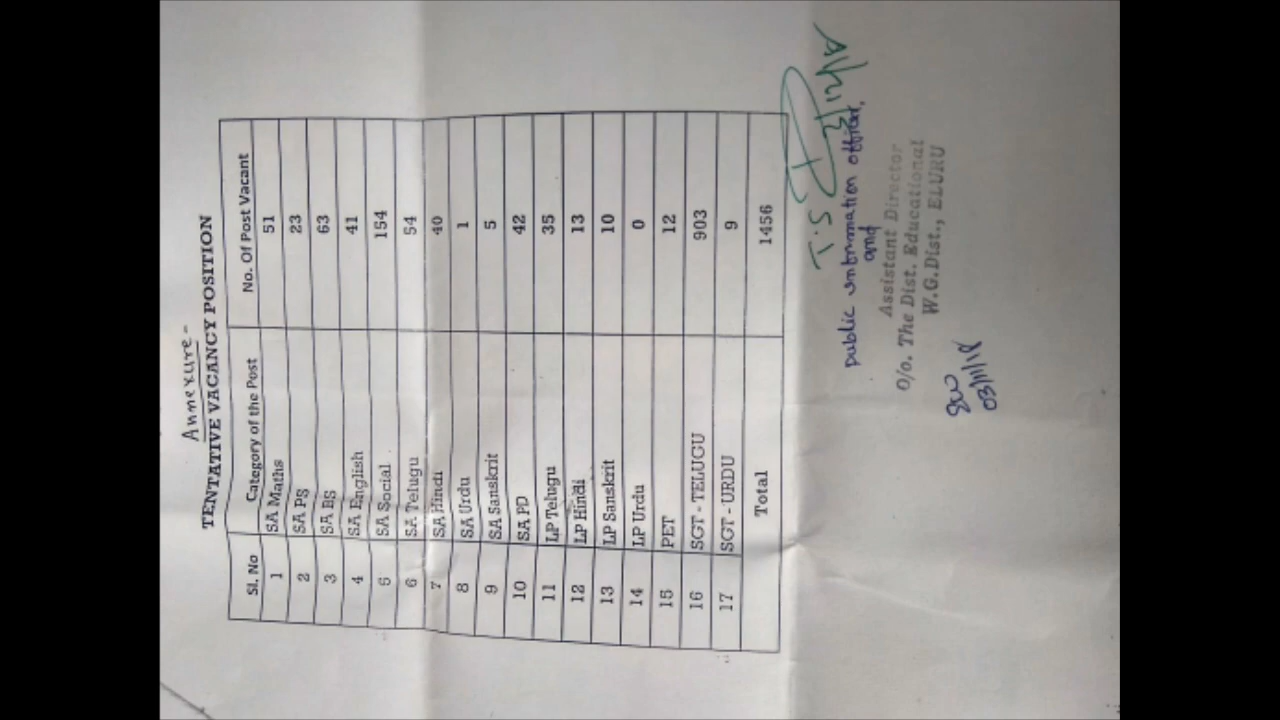 Annexure-
TENTATIVE VACANCY POSITION
Sl. No Category of the Post No. Of Post Vacant
1 SA Maths 51
2 SA PS 23
3 SA BS 63
4 SA English 41
5 SA Social 154
6 SA Telugu 54
7 SA Hindi 40
8 SA Urdu 1
9 SA Sanskrit 5
10 SA PD 42
11 LP Telugu 35
12 LP Hindi 13
13 LP Sanskrit 10
14 LP Urdu 0
15 PET 12
16 SGT - TELUGU 903
17 SGT - URDU 9
Total 1456
T.S
public information officer,
and
Assistant Director
O/o. The Dist. Educational
W.G.Dist., ELURU
03/11/18